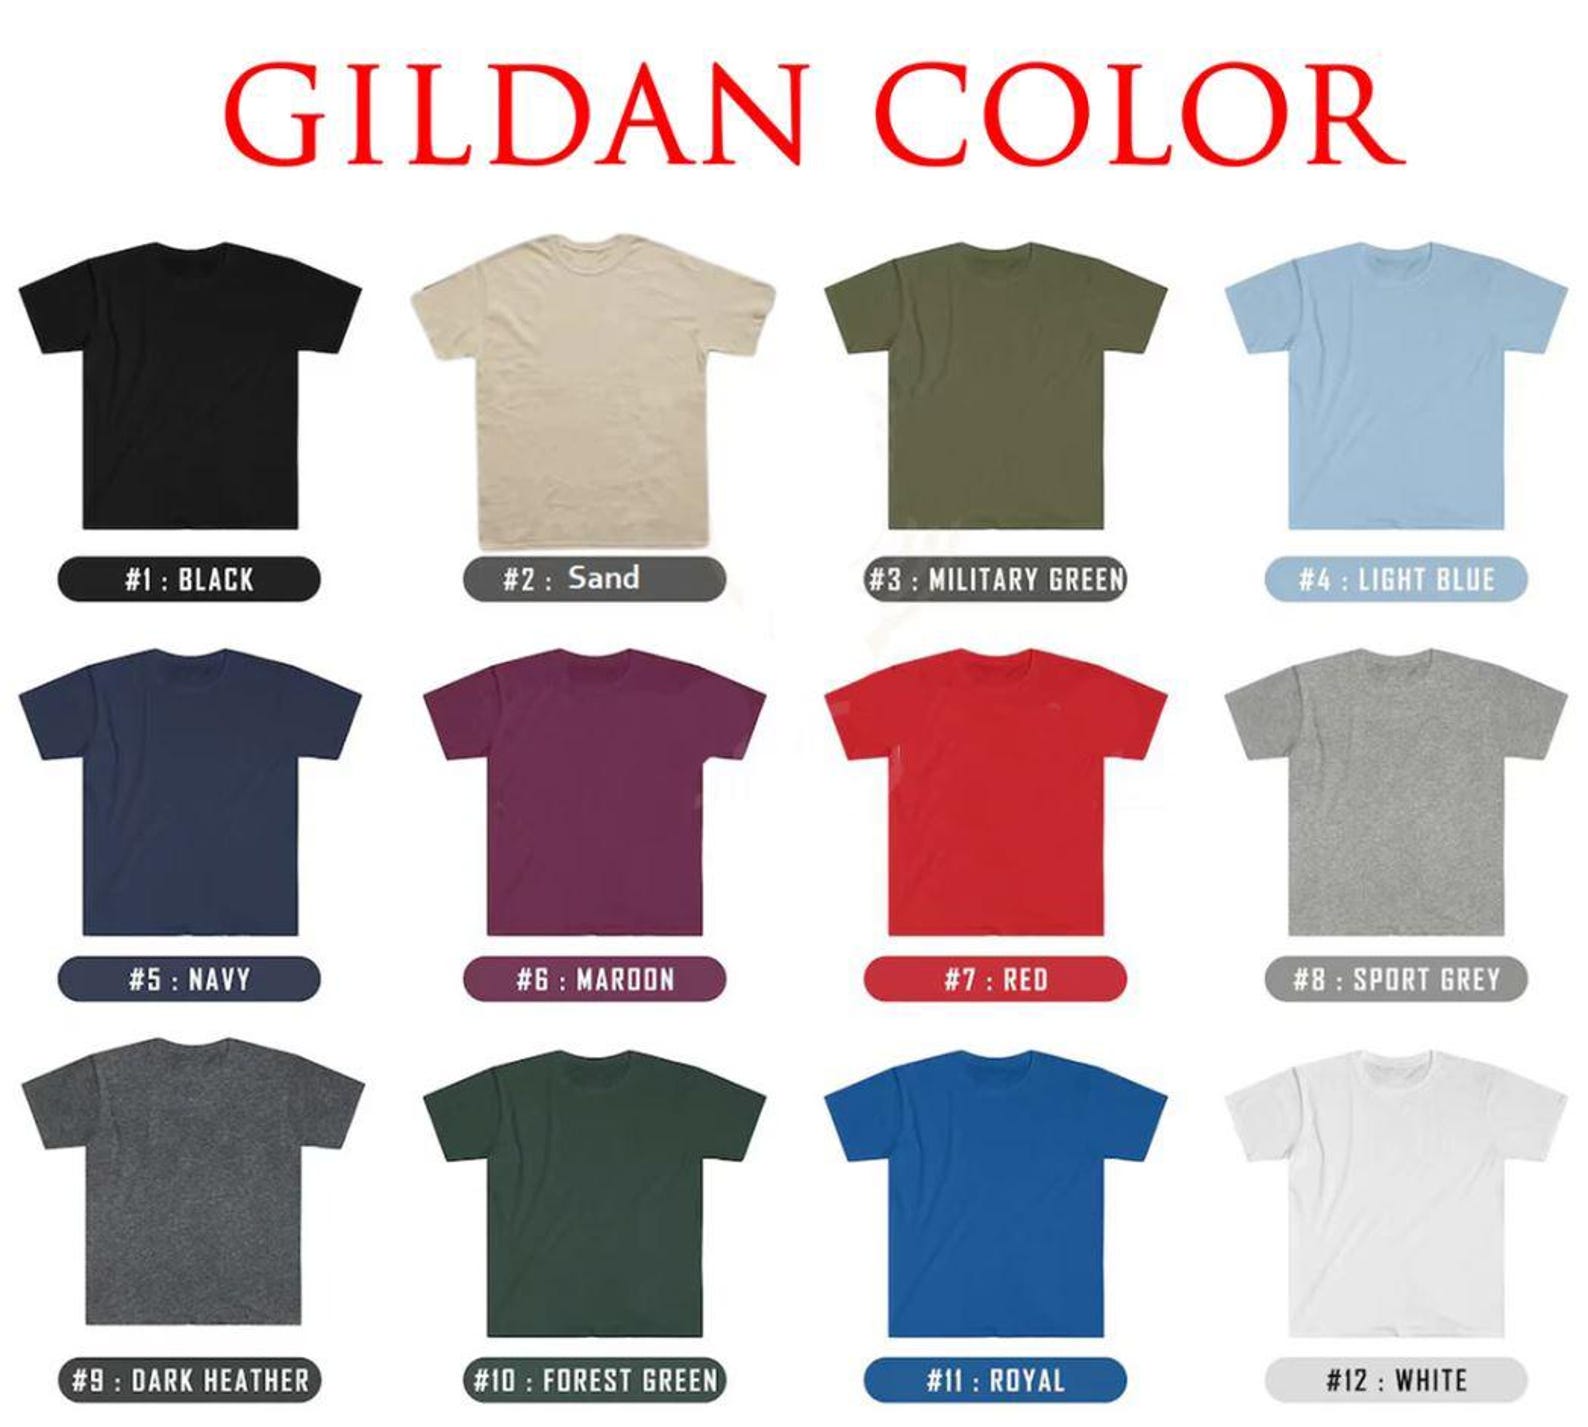 GILDAN COLOR
#1 : BLACK
#2 : Sand
#3 : MILITARY GREEN
#4 : LIGHT BLUE
#5 : NAVY
#6 : MAROON
#7 : RED
#8 : SPORT GREY
#9 : DARK HEATHER
#10 : FOREST GREEN
#11 : ROYAL
#12 : WHITE